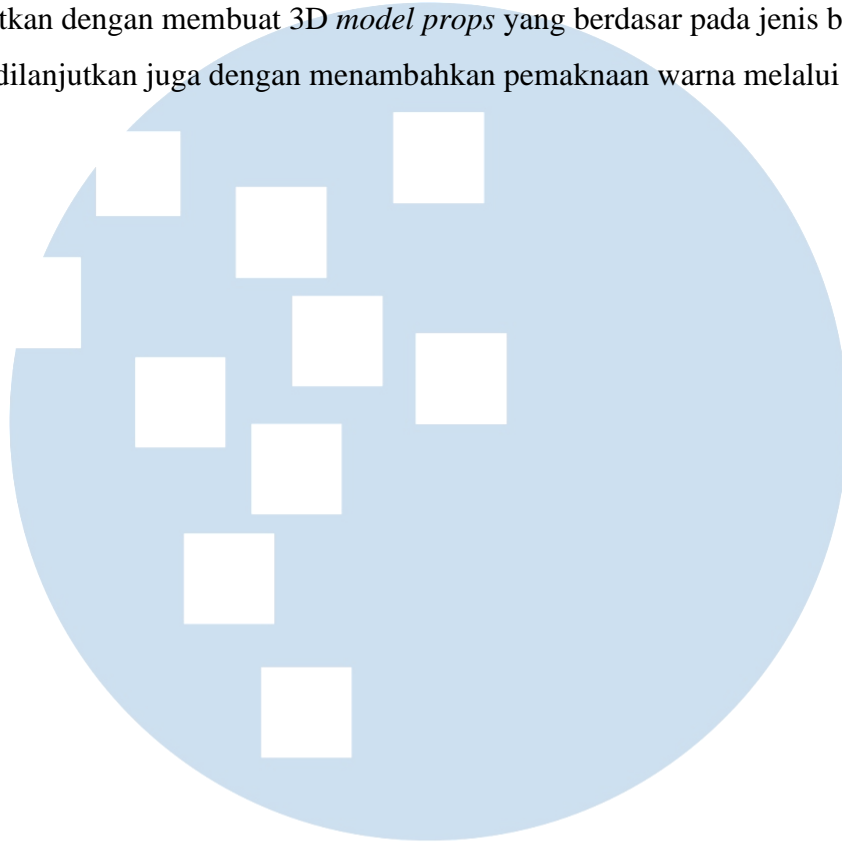 tkan dengan membuat 3D model props yang berdasar pada jenis b
dilanjutkan juga dengan menambahkan pemaknaan warna melalui